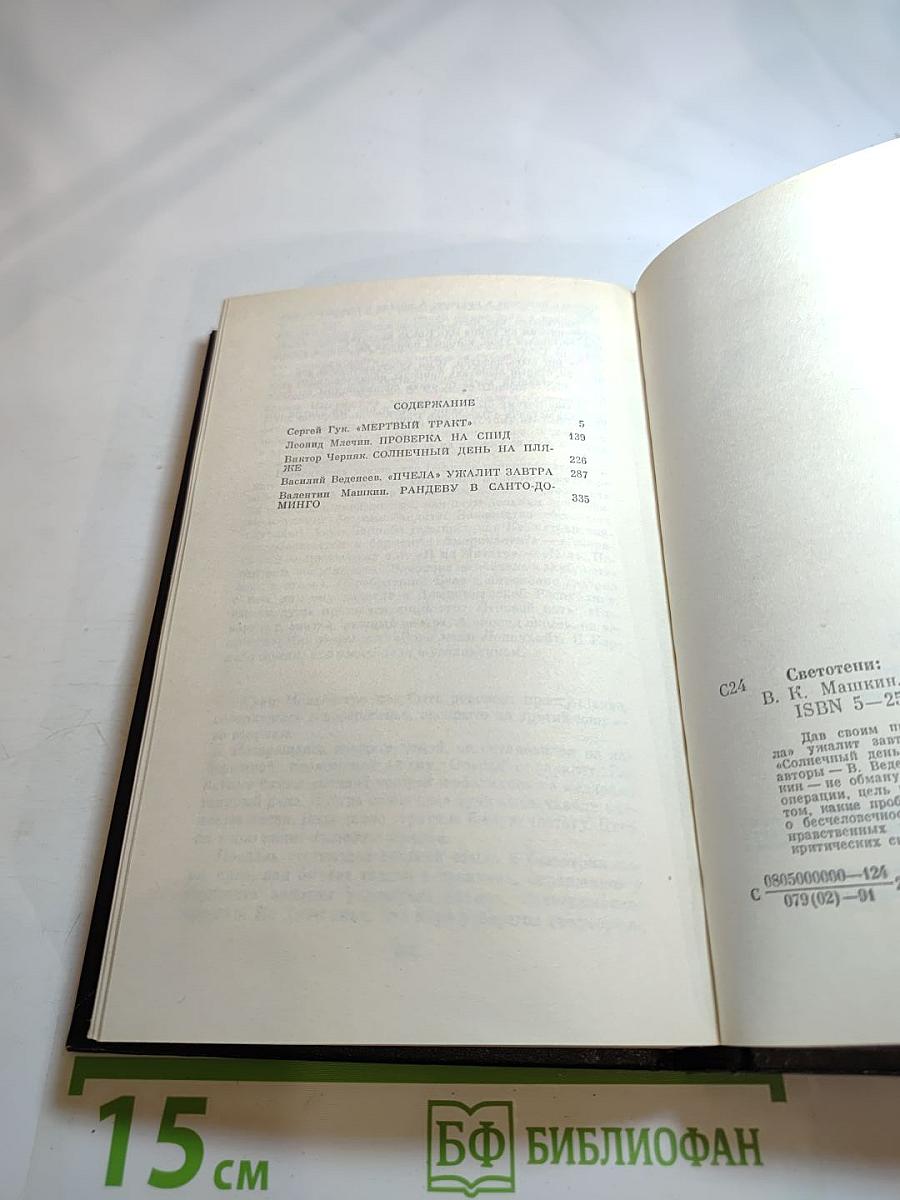 СОДЕРЖАНИЕ
Сергей Гук. «МЕРТВЫЙ ТРАКТ» 5
Леонид Млечин. ПРОВЕРКА НА СПИД 139
Виктор Черняк. СОЛНЕЧНЫЙ ДЕНЬ НА ПЛЯ-
ЖЕ 226
Василий Веденеев. «ПЧЕЛА» УЖАЛИТ ЗАВТРА 287
Валентин Машкин. РАНДЕВУ В САНТО-ДО-
МИНГО 335
Светотени:
С24 В. К. Машкин.
ISBN 5—25
Дав своим
ла» ужалит завт
«Солнечный день
авторы — В. Веде
кин — не обману
операции, цель
том, какие проб
о бесчеловечнос
нравственных
критических си
С 0805000000—124
079(02)—91
15 см
БФ БИБЛИОФАН